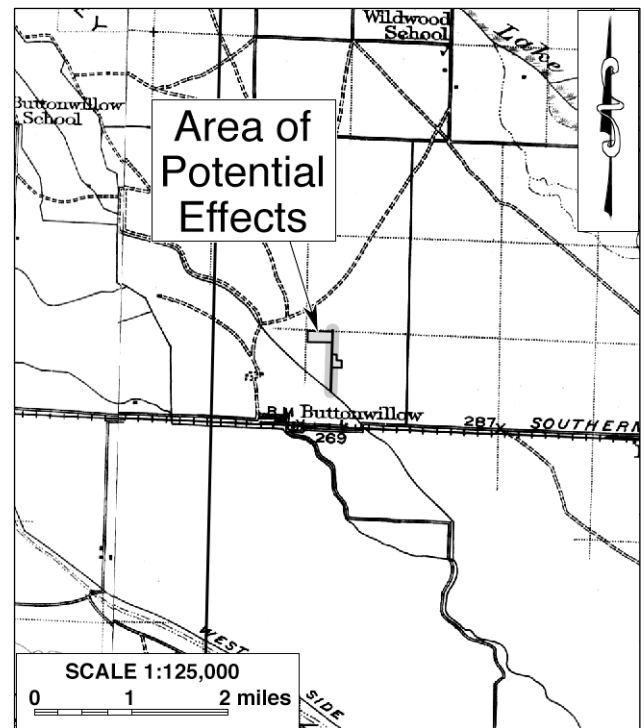 Wildwood
School
Lake
Buttonwillow
School
Area of
Potential
Effects
B M Buttonwillow
269
287 X SOUTHERN
WEST
SIDE
SCALE 1:125,000
0 1 2 miles